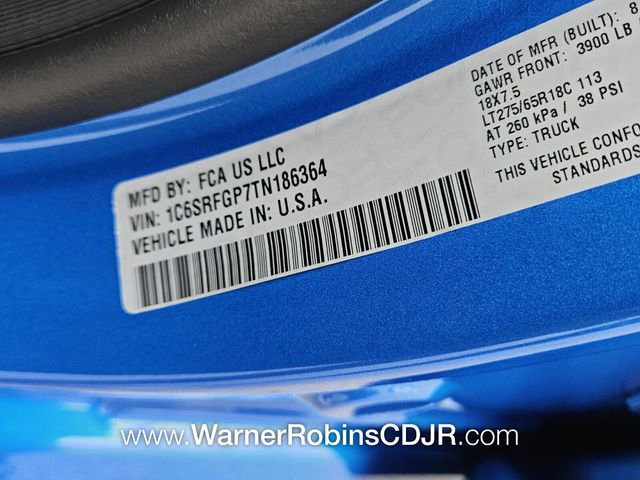 MFD BY: FCA US LLC
VIN: 1C6SRFGP7TN186364
VEHICLE MADE IN: U.S.A.
DATE OF MFR (BUILT): 8
GAWR FRONT: 3900 LB
18X7.5
LT275/65R18C 113
AT 260 kPa / 38 PSI
TYPE: TRUCK
THIS VEHICLE CONFO
STANDARDS
www.WarnerRobinsCDJR.com